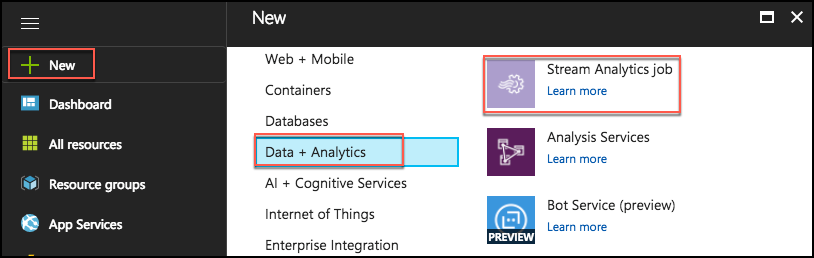 New
New
Dashboard
All resources
Resource groups
App Services
Web + Mobile
Containers
Databases
Data + Analytics
AI + Cognitive Services
Internet of Things
Enterprise Integration
Stream Analytics job
Learn more
Analysis Services
Learn more
Bot Service (preview)
Learn more
PREVIEW